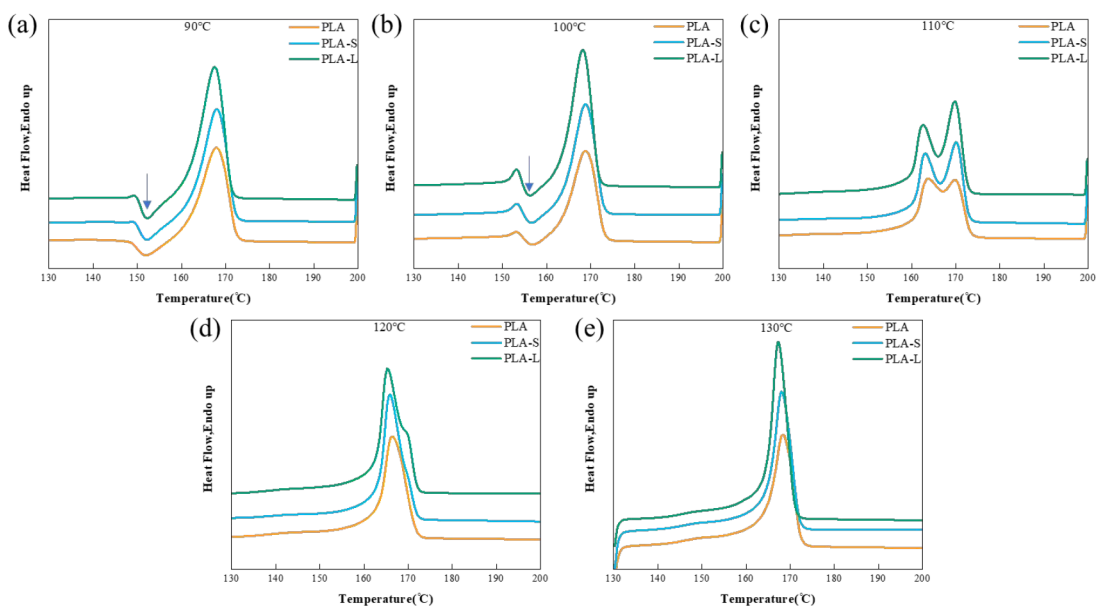 (a)
90℃
PLA
PLA-S
PLA-L
Heat Flow,Endo up
130 140 150 160 170 180 190 200
Temperature(℃)
(b)
100℃
PLA
PLA-S
PLA-L
Heat Flow,Endo up
130 140 150 160 170 180 190 200
Temperature(℃)
(c)
110℃
PLA
PLA-S
PLA-L
Heat Flow,Endo up
130 140 150 160 170 180 190 200
Temperature(℃)
(d)
120℃
PLA
PLA-S
PLA-L
Heat Flow,Endo up
130 140 150 160 170 180 190 200
Temperature(℃)
(e)
130℃
PLA
PLA-S
PLA-L
Heat Flow,Endo up
130 140 150 160 170 180 190 200
Temperature(℃)